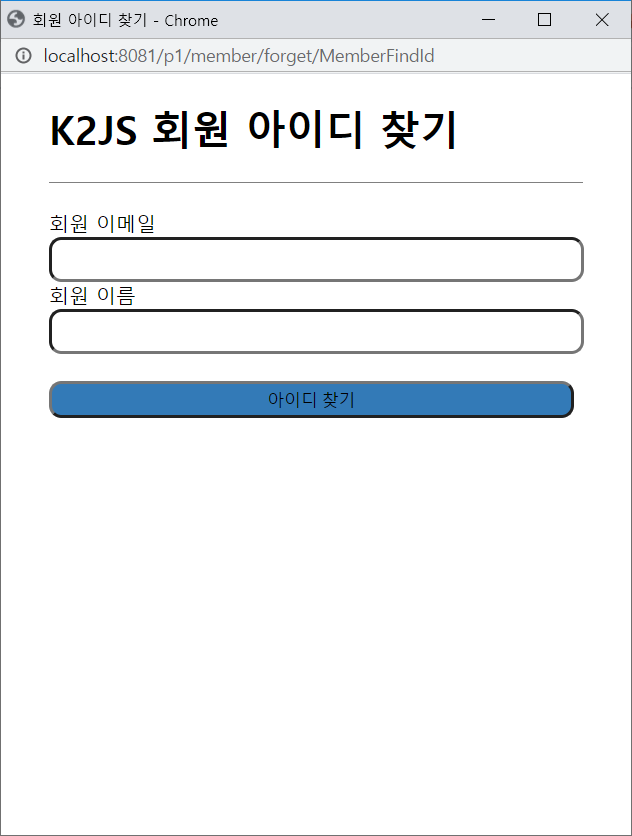 회원 아이디 찾기 - Chrome
localhost:8081/p1/member/forget/MemberFindId
K2JS 회원 아이디 찾기
회원 이메일
회원 이름
아이디 찾기